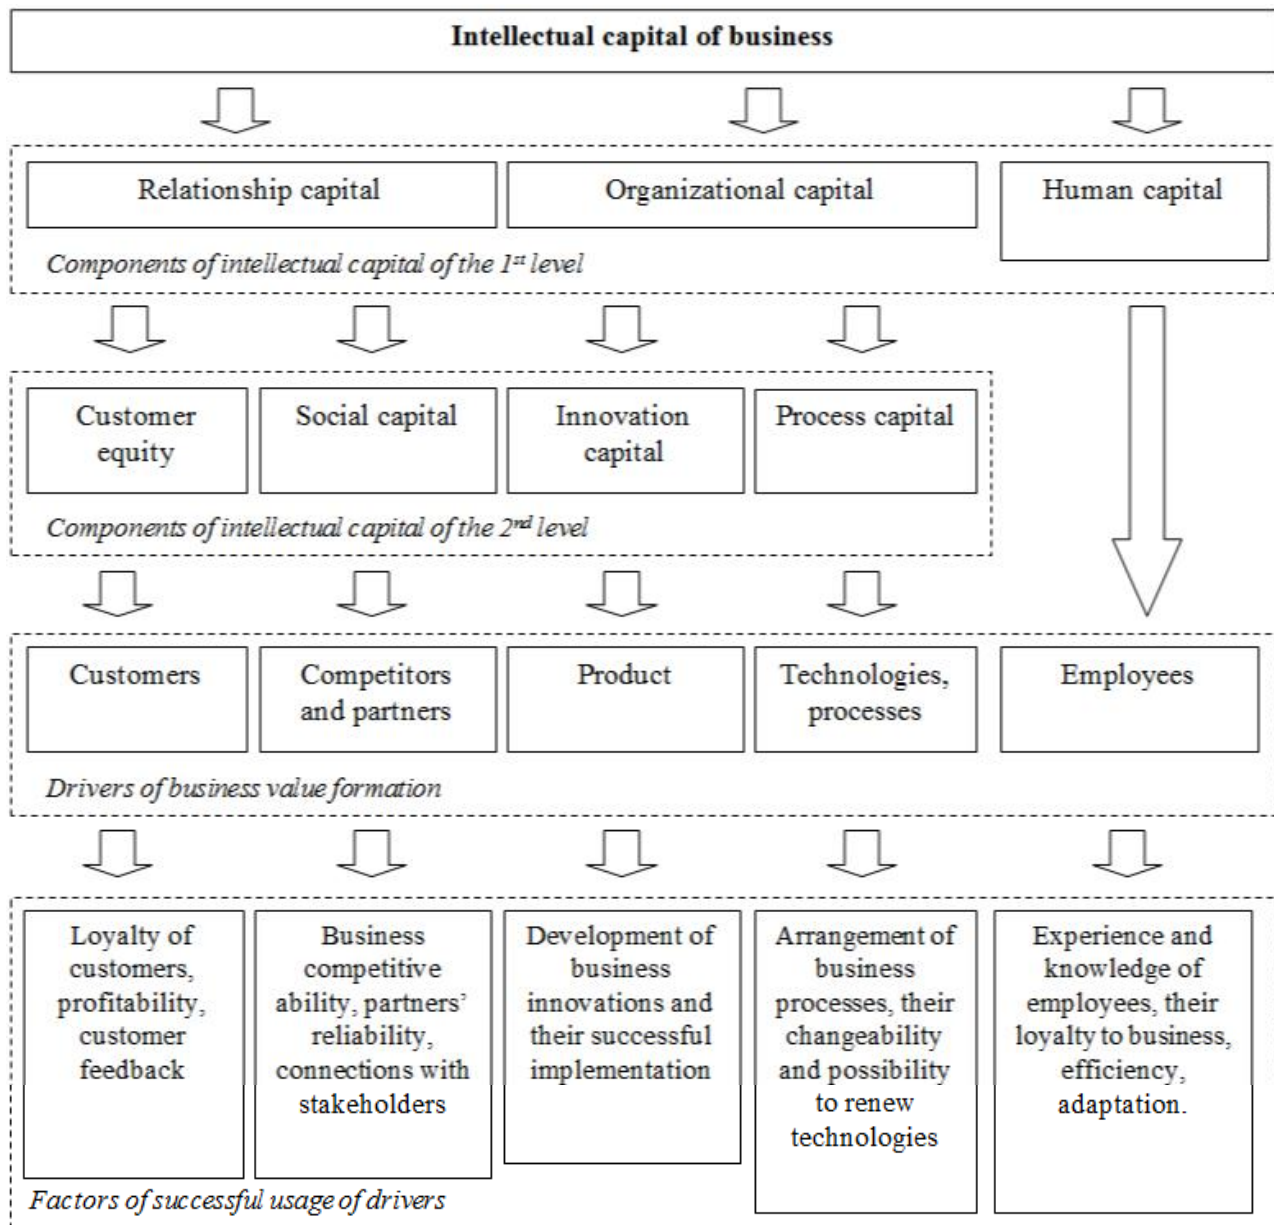 Intellectual capital of business
Relationship capital
Organizational capital
Human capital
Components of intellectual capital of the 1st level
Customer
equity
Social capital
Innovation
capital
Process capital
Components of intellectual capital of the 2nd level
Customers
Competitors
and partners
Product
Technologies,
processes
Employees
Drivers of business value formation
Loyalty of
customers,
profitability,
customer
feedback
Business
competitive
ability, partners’
reliability,
connections with
stakeholders
Development of
business
innovations and
their successful
implementation
Arrangement of
business
processes, their
changeability
and possibility
to renew
technologies
Experience and
knowledge of
employees, their
loyalty to business,
efficiency,
adaptation.
Factors of successful usage of drivers